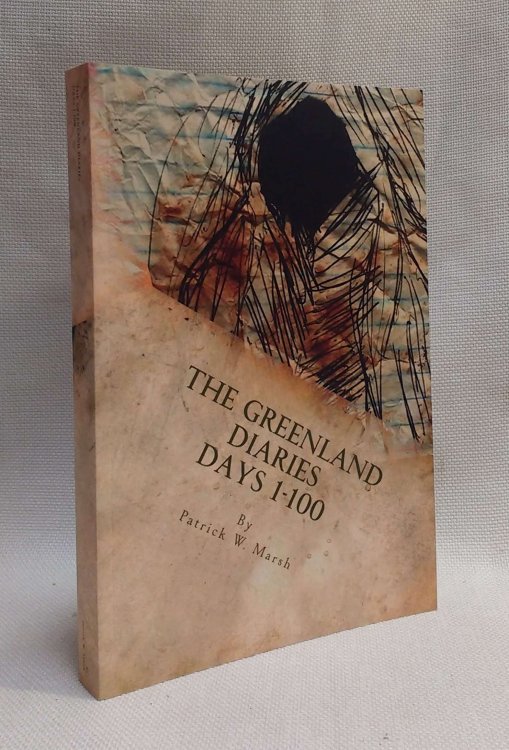 THE GREENLAND
DIARIES
DAYS 1-100
By
Patrick W. Marsh